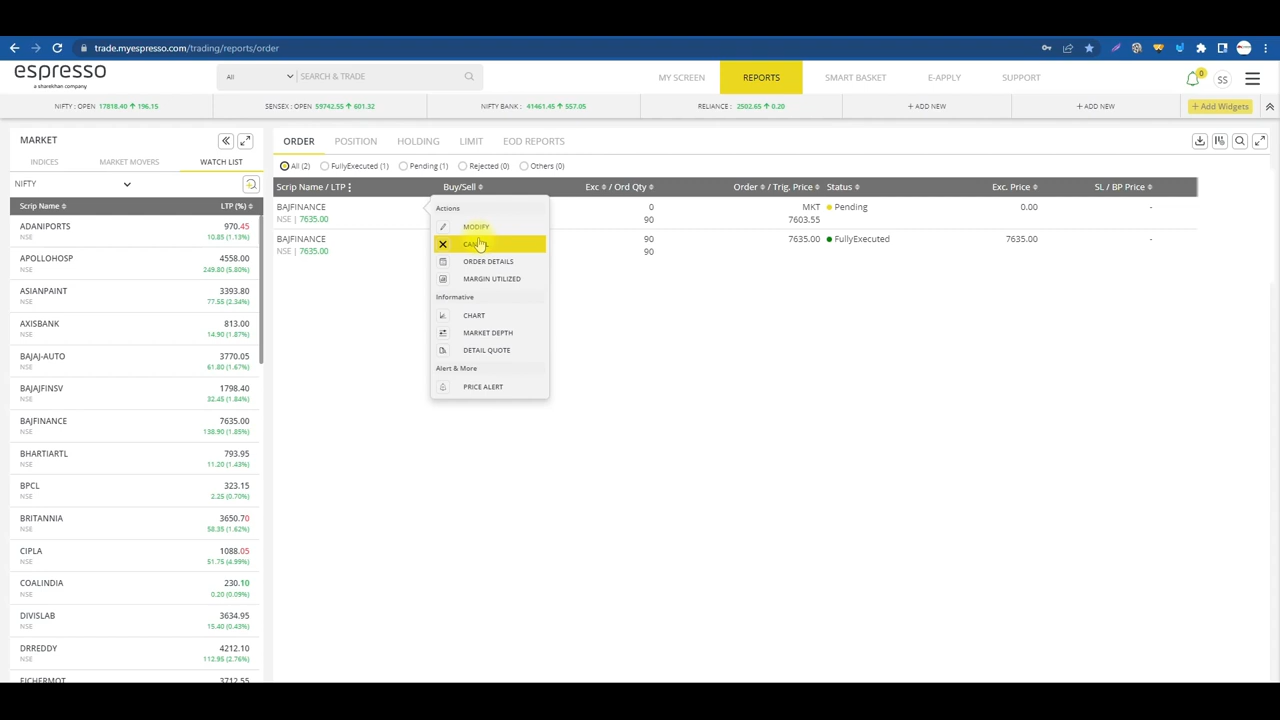 trade.myespresso.com/trading/reports/order
espresso
a sharekhan company
All
SEARCH & TRADE
MY SCREEN
REPORTS
SMART BASKET
E-APPLY
SUPPORT
0
SS
NIFTY : OPEN 17818.40 ↑ 196.15
SENSEX : OPEN 59742.55 ↑ 601.32
NIFTY BANK : 41461.45 ↑ 557.05
RELIANCE : 2502.65 ↑ 0.20
+ ADD NEW
+ ADD NEW
+ Add Widgets
MARKET
INDICES
MARKET MOVERS
WATCH LIST
NIFTY
Scrip Name LTP (%)
ADANIPORTS 970.45
NSE 10.85 (1.13%)
APOLLOHOSP 4558.00
NSE 249.80 (5.80%)
ASIANPAINT 3393.80
NSE 77.55 (2.34%)
AXISBANK 813.00
NSE 14.90 (1.87%)
BAJAJ-AUTO 3770.05
NSE 61.80 (1.67%)
BAJAJFINSV 1798.40
NSE 32.45 (1.84%)
BAJFINANCE 7635.00
NSE 138.90 (1.85%)
BHARTIARTL 793.95
NSE 11.20 (1.43%)
BPCL 323.15
NSE 2.25 (0.70%)
BRITANNIA 3650.70
NSE 58.35 (1.62%)
CIPLA 1088.05
NSE 51.75 (4.99%)
COALINDIA 230.10
NSE 0.20 (0.09%)
DIVISLAB 3634.95
NSE 15.40 (0.43%)
DRREDDY 4212.10
NSE 112.95 (2.76%)
EICHERMOT 3712.55
ORDER
POSITION
HOLDING
LIMIT
EOD REPORTS
All (2)
FullyExecuted (1)
Pending (1)
Rejected (0)
Others (0)
Scrip Name / LTP Buy/Sell Exc / Ord Qty Order / Trig. Price Status Exc. Price SL / BP Price
BAJFINANCE 0 MKT Pending 0.00 -
NSE | 7635.00 90 7603.55
BAJFINANCE 90 7635.00 FullyExecuted 7635.00 -
NSE | 7635.00 90
Actions
MODIFY
ORDER DETAILS
MARGIN UTILIZED
Informative
CHART
MARKET DEPTH
DETAIL QUOTE
Alert & More
PRICE ALERT